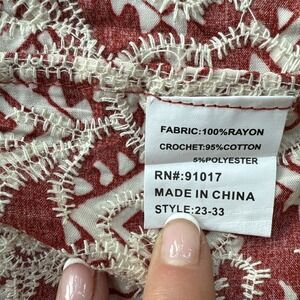 FABRIC:100%RAYON
CROCHET:95%COTTON
5%POLYESTER
RN#:91017
MADE IN CHINA
STYLE:23-33